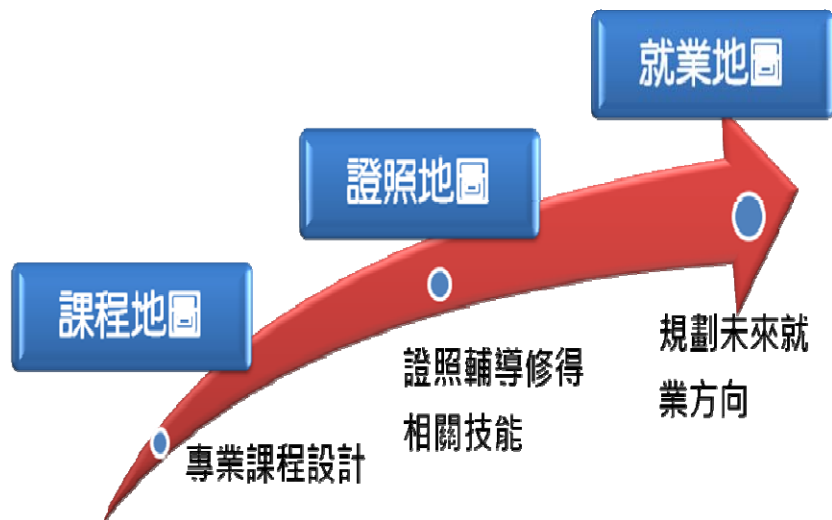 就業地圖
證照地圖
課程地圖
規劃未來就
業方向
證照輔導修得
相關技能
專業課程設計